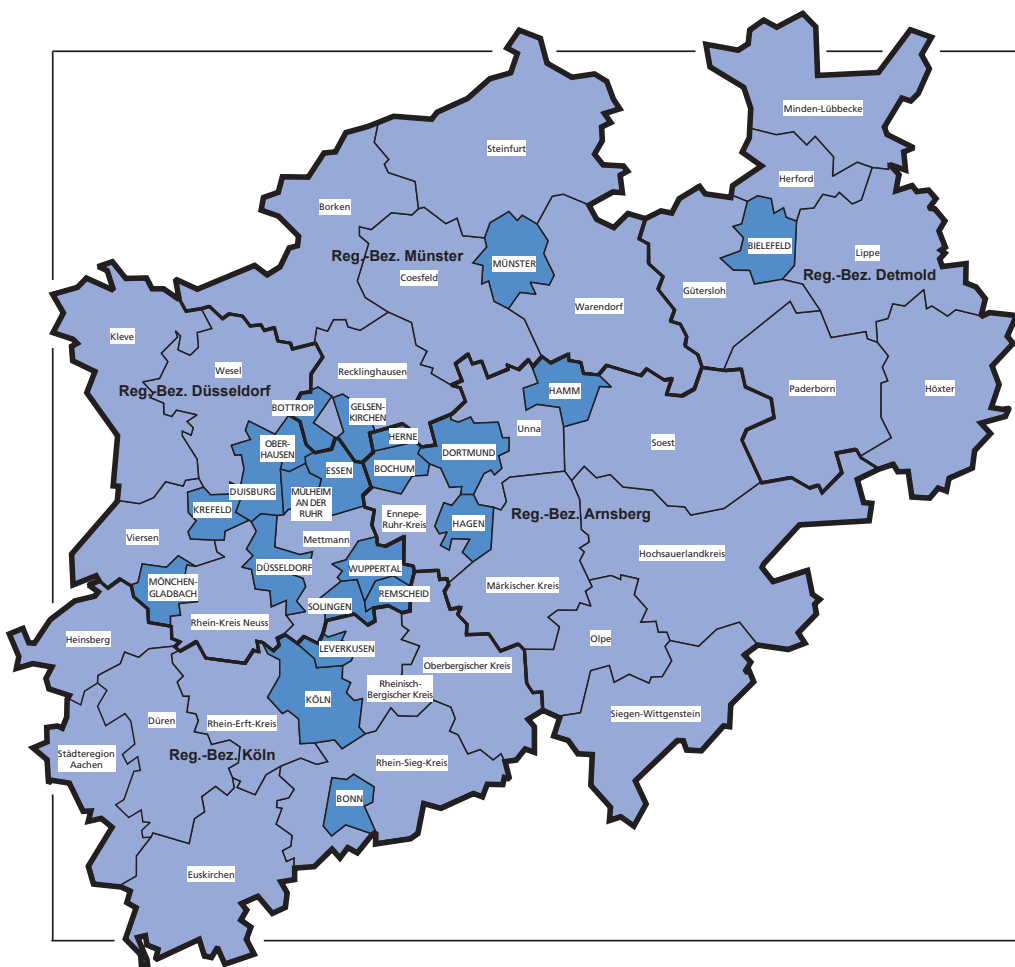 Minden-Lübbecke
Steinfurt
Herford
Borken
BIELEFELD
Lippe
Reg.-Bez. Münster
MÜNSTER
Reg.-Bez. Detmold
Coesfeld
Gütersloh
Warendorf
Kleve
Wesel
Recklinghausen
Reg.-Bez. Düsseldorf
HAMM
Paderborn
Höxter
BOTTROP
GELSEN-
KIRCHEN
Unna
Soest
HERNE
OBER-
HAUSEN
DORTMUND
ESSEN
BOCHUM
DUISBURG
MÜLHEIM
AN DER
RUHR
KREFELD
Ennepe-
Ruhr-Kreis
HAGEN
Reg.-Bez. Arnsberg
Viersen
Mettmann
Hochsauerlandkreis
DÜSSELDORF
WUPPERTAL
MÖNCHEN-
GLADBACH
Märkischer Kreis
REMSCHEID
SOLINGEN
Rhein-Kreis Neuss
Heinsberg
Olpe
LEVERKUSEN
Oberbergischer Kreis
Rheinisch-
Bergischer Kreis
KÖLN
Siegen-Wittgenstein
Düren
Rhein-Erft-Kreis
Städteregion
Aachen
Reg.-Bez. Köln
Rhein-Sieg-Kreis
BONN
Euskirchen